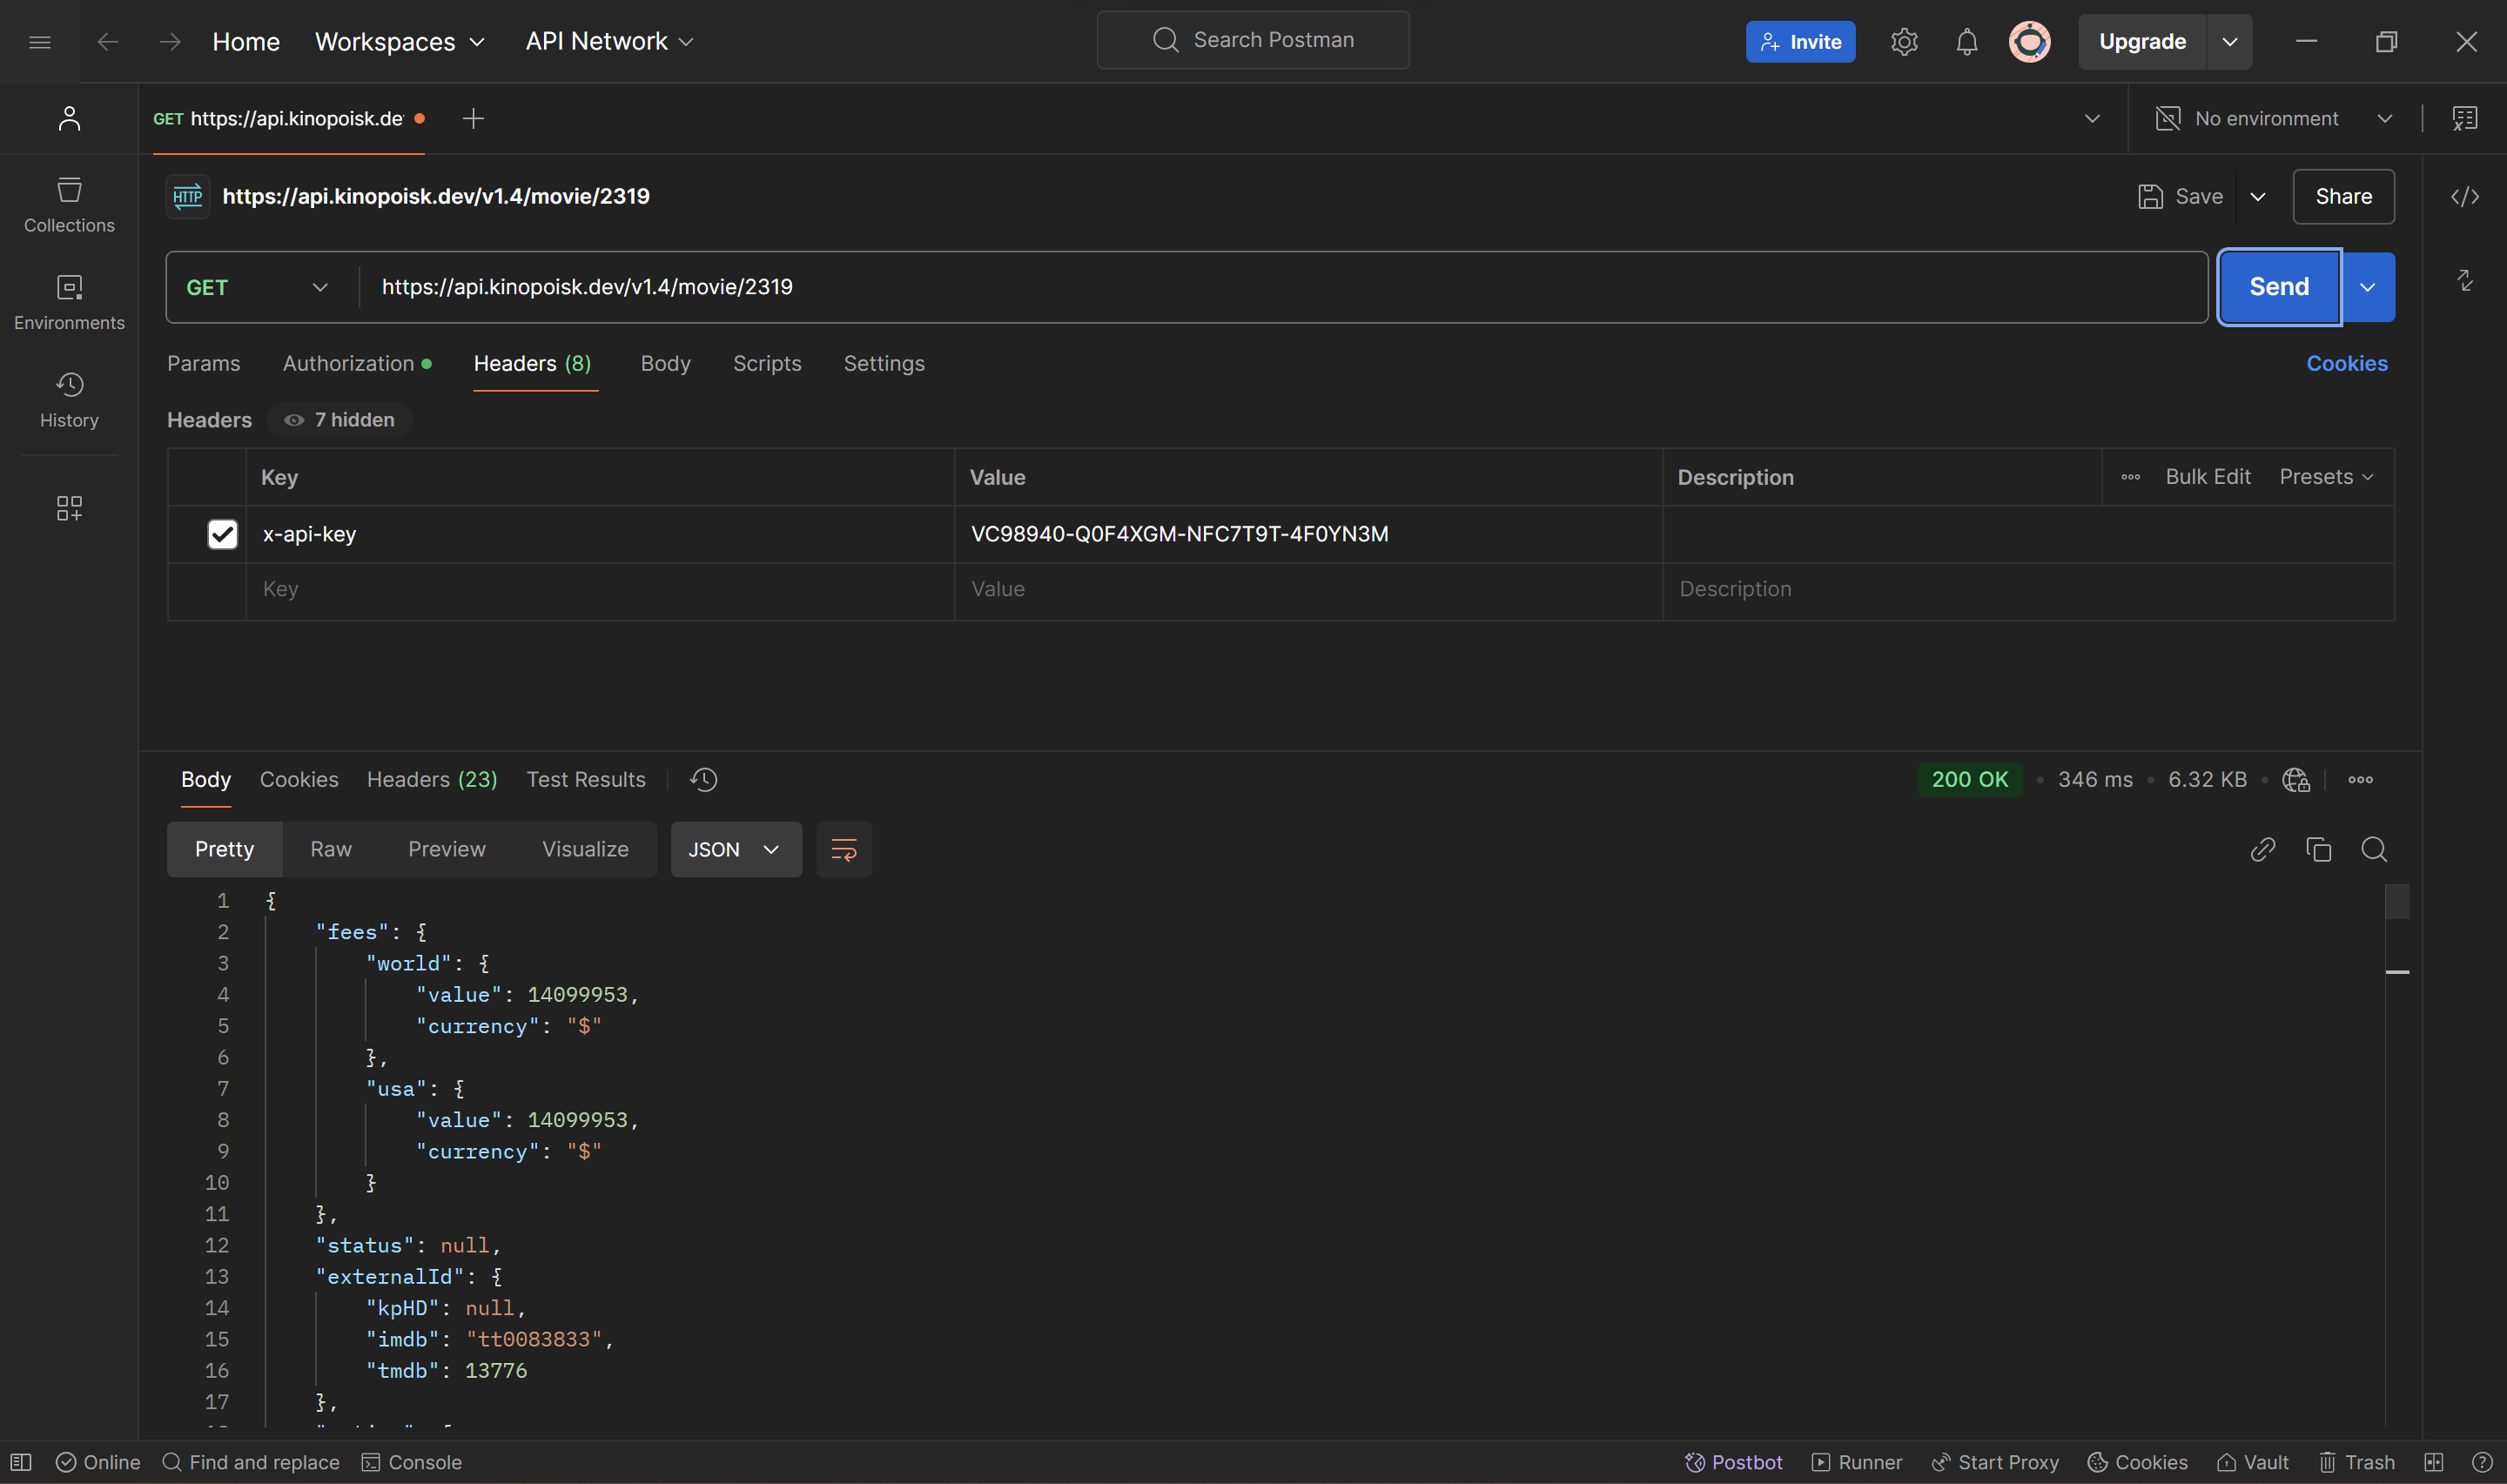 Home Workspaces API Network Search Postman Invite Upgrade
GET https://api.kinopoisk.de No environment
HTTP https://api.kinopoisk.dev/v1.4/movie/2319 Save Share
Collections
GET https://api.kinopoisk.dev/v1.4/movie/2319 Send
Environments
Params Authorization Headers (8) Body Scripts Settings Cookies
History
Headers 7 hidden
Key Value Description Bulk Edit Presets
x-api-key VC98940-Q0F4XGM-NFC7T9T-4F0YN3M
Key Value Description
Body Cookies Headers (23) Test Results 200 OK 346 ms 6.32 KB
Pretty Raw Preview Visualize JSON
1 {
2 "fees": {
3 "world": {
4 "value": 14099953,
5 "currency": "$"
6 },
7 "usa": {
8 "value": 14099953,
9 "currency": "$"
10 }
11 },
12 "status": null,
13 "externalId": {
14 "kpHD": null,
15 "imdb": "tt0083833",
16 "tmdb": 13776
17 },
Online Find and replace Console Postbot Runner Start Proxy Cookies Vault Trash